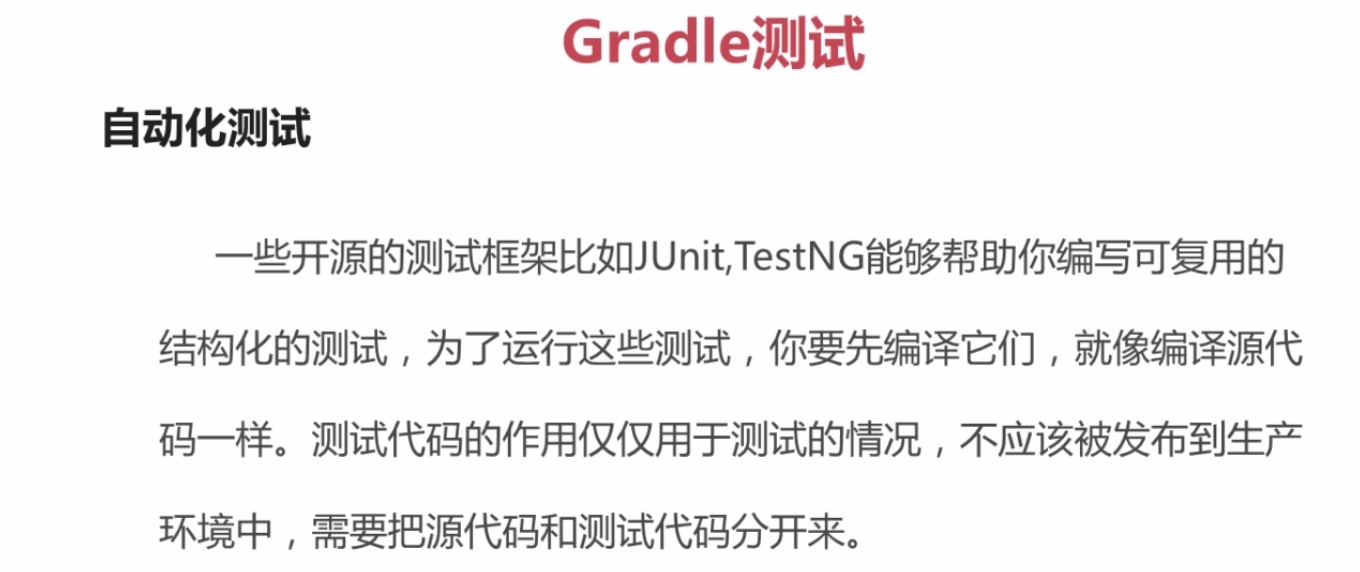 Gradle测试
自动化测试
一些开源的测试框架比如JUnit,TestNG能够帮助你编写可复用的
结构化的测试，为了运行这些测试，你要先编译它们，就像编译源代
码一样。测试代码的作用仅仅用于测试的情况，不应该被发布到生产
环境中，需要把源代码和测试代码分开来。